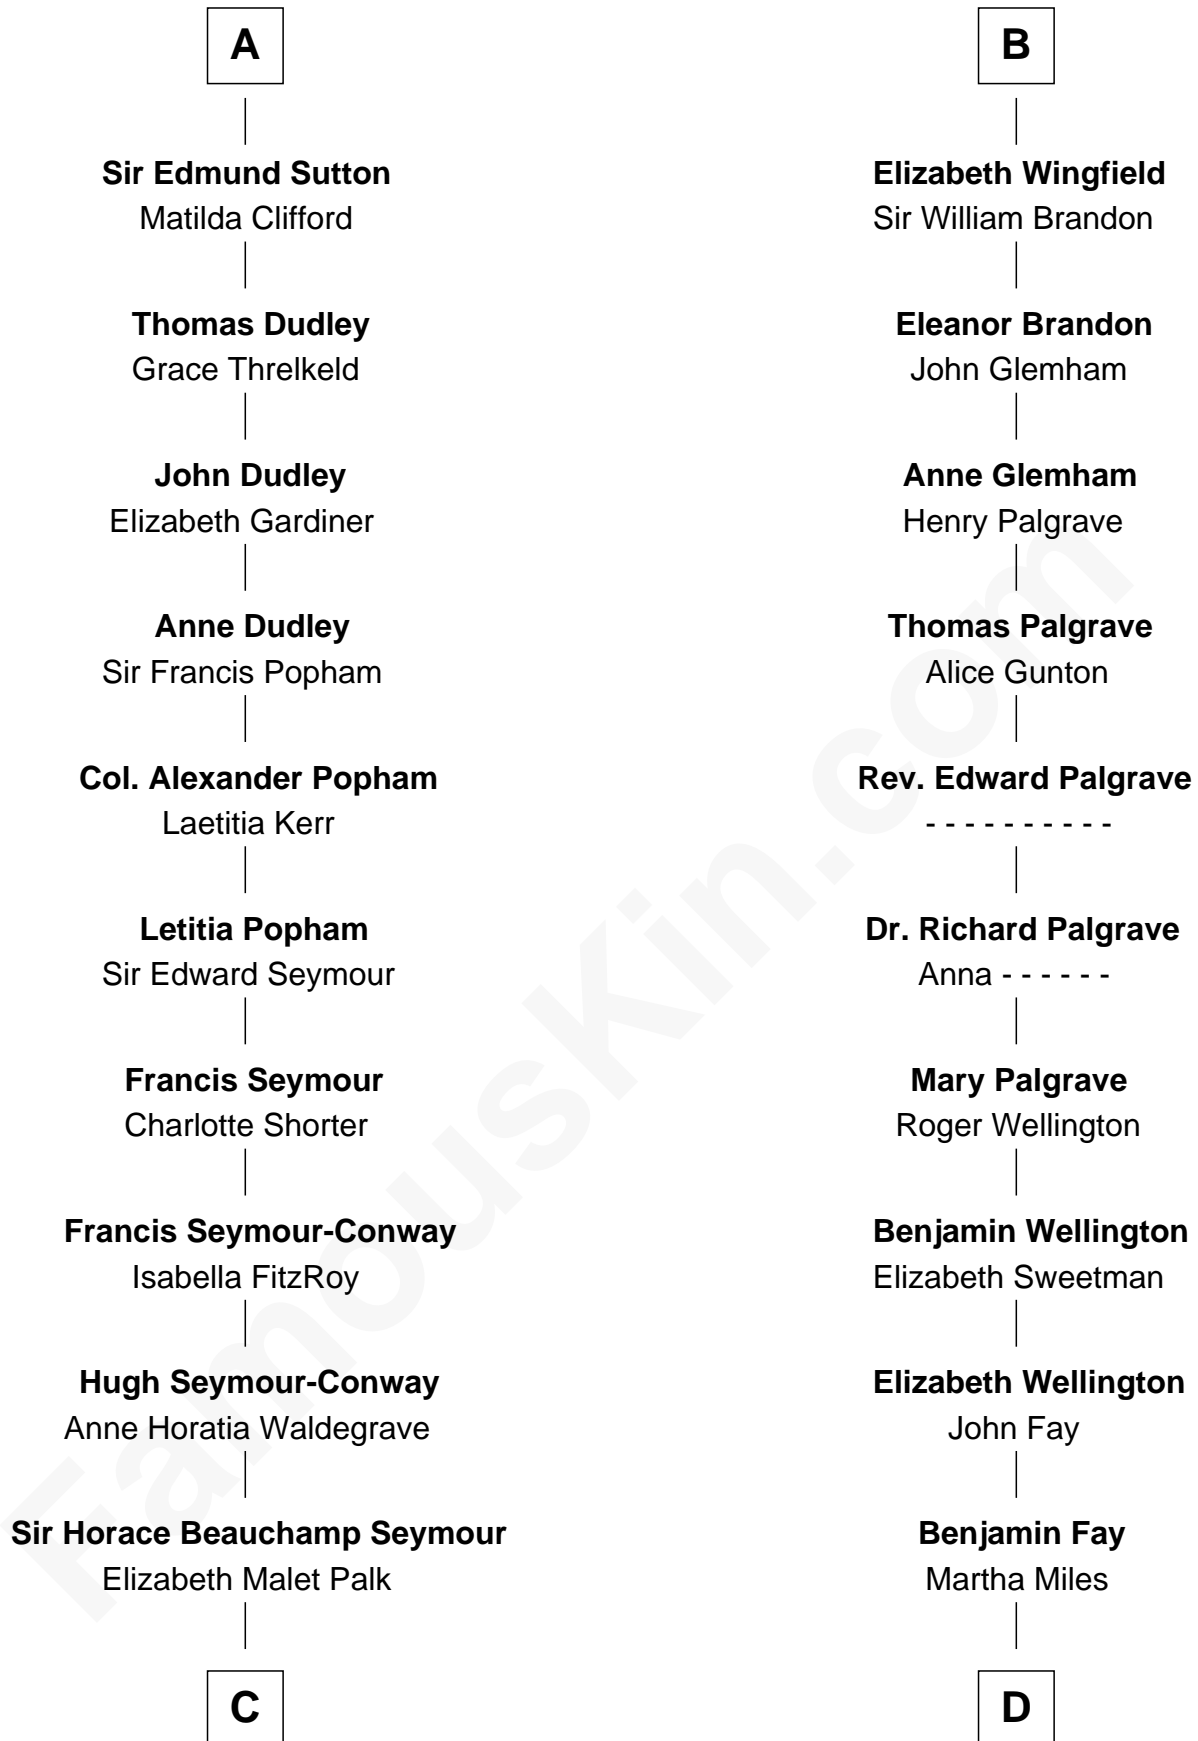 A
Sir Edmund Sutton
Matilda Clifford
Thomas Dudley
Grace Threlkeld
John Dudley
Elizabeth Gardiner
Anne Dudley
Sir Francis Popham
Col. Alexander Popham
Laetitia Kerr
Letitia Popham
Sir Edward Seymour
Francis Seymour
Charlotte Shorter
Francis Seymour-Conway
Isabella FitzRoy
Hugh Seymour-Conway
Anne Horatia Waldegrave
Sir Horace Beauchamp Seymour
Elizabeth Malet Palk
C
B
Elizabeth Wingfield
Sir William Brandon
Eleanor Brandon
John Glemham
Anne Glemham
Henry Palgrave
Thomas Palgrave
Alice Gunton
Rev. Edward Palgrave
- - - - - - - - - -
Dr. Richard Palgrave
Anna - - - - - -
Mary Palgrave
Roger Wellington
Benjamin Wellington
Elizabeth Sweetman
Elizabeth Wellington
John Fay
Benjamin Fay
Martha Miles
D
FamousKin.com